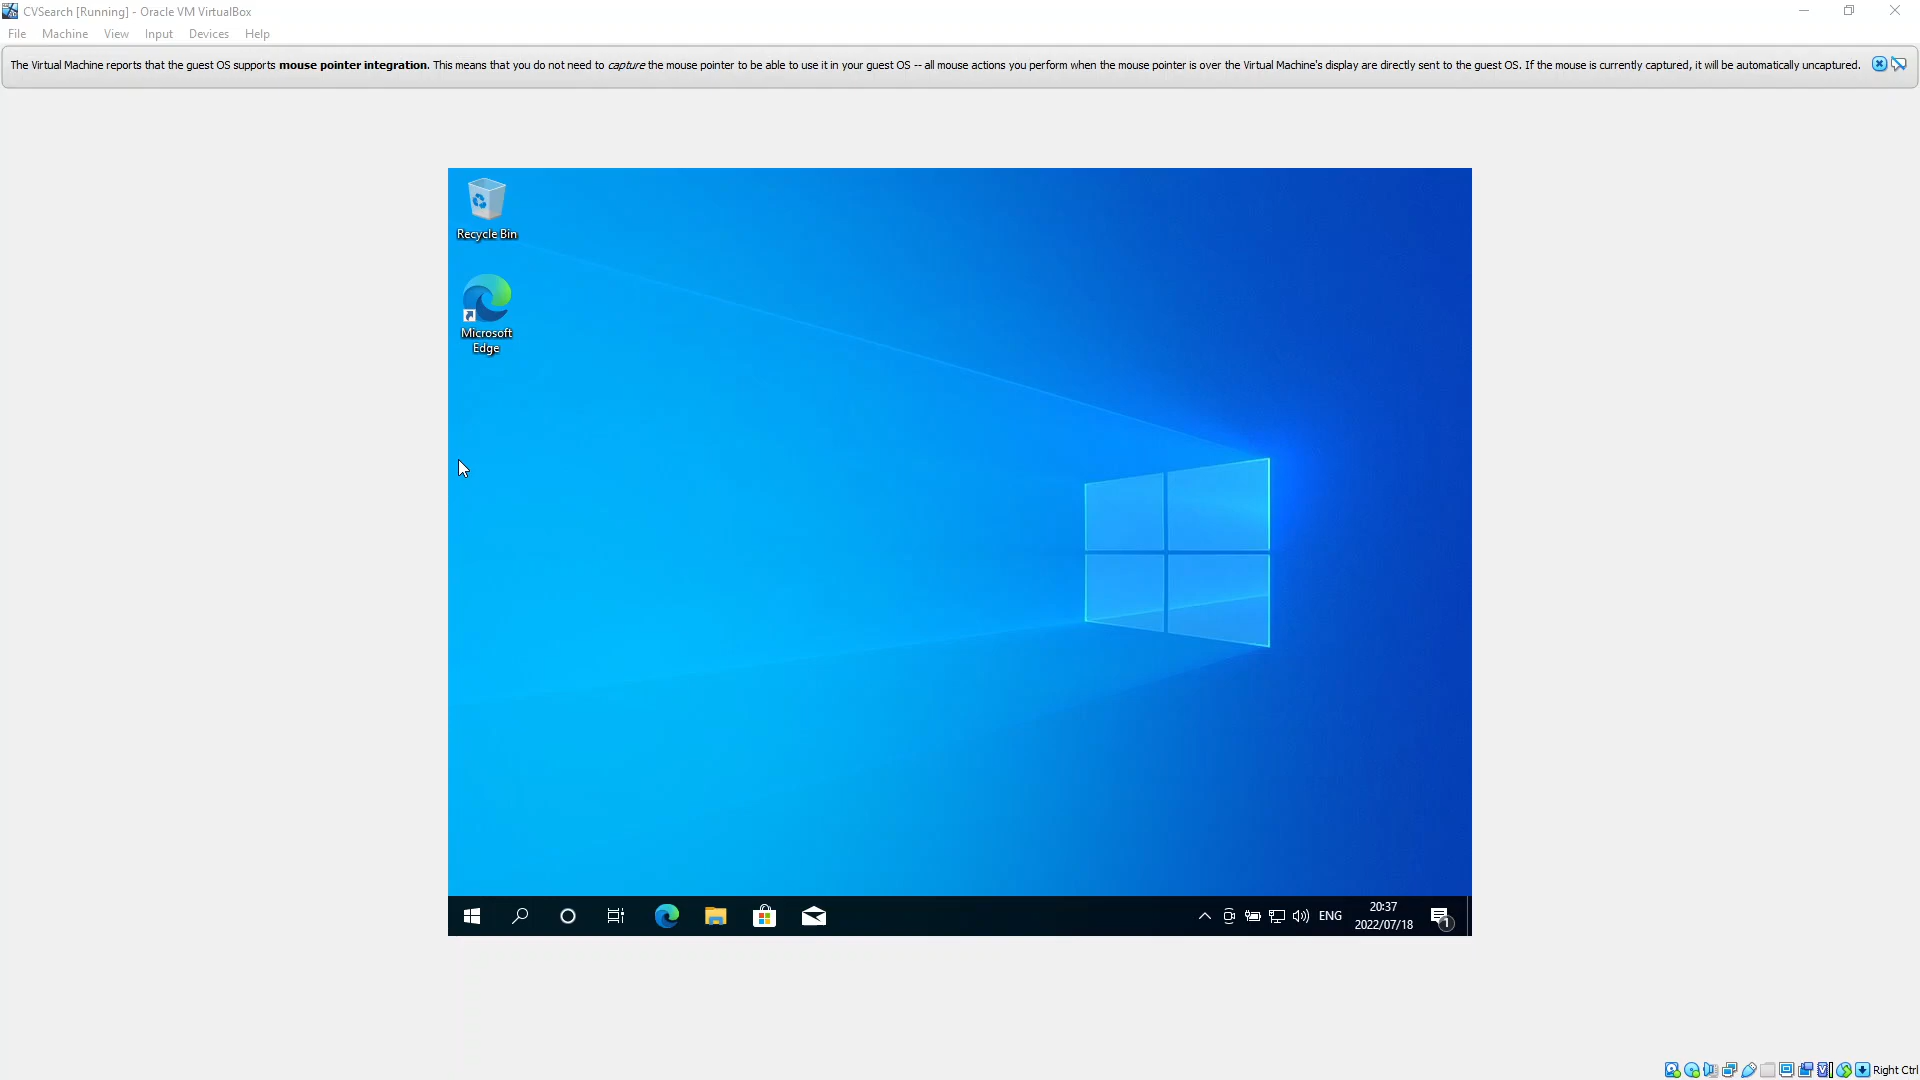 CVSearch [Running] - Oracle VM VirtualBox
File Machine View Input Devices Help
The Virtual Machine reports that the guest OS supports mouse pointer integration. This means that you do not need to capture the mouse pointer to be able to use it in your guest OS -- all mouse actions you perform when the mouse pointer is over the Virtual Machine's display are directly sent to the guest OS. If the mouse is currently captured, it will be automatically uncaptured.
Recycle Bin
Microsoft
Edge
ENG
20:37
2022/07/18
1
Right Ctrl